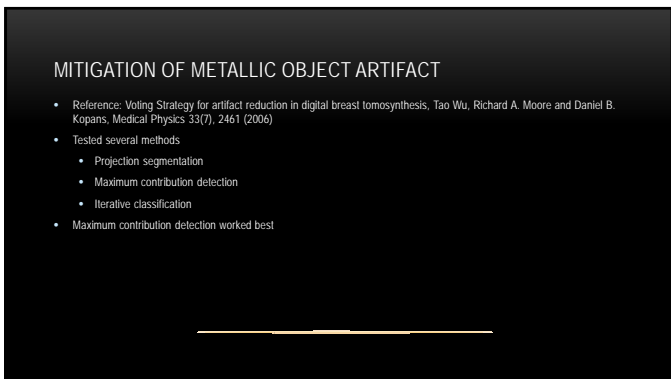 MITIGATION OF METALLIC OBJECT ARTIFACT
• Reference: Voting Strategy for artifact reduction in digital breast tomosynthesis, Tao Wu, Richard A. Moore and Daniel B.
Kopans, Medical Physics 33(7), 2461 (2006)
• Tested several methods
• Projection segmentation
• Maximum contribution detection
• Iterative classification
• Maximum contribution detection worked best